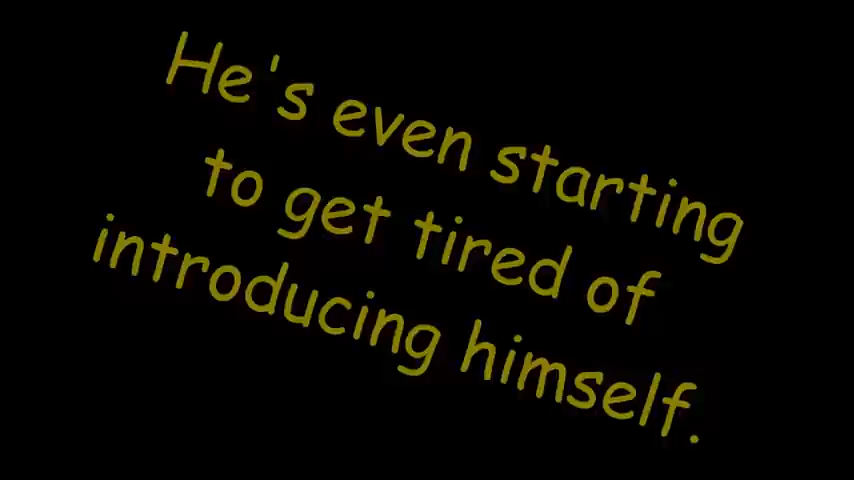 He's even starting
to get tired of
introducing himself.